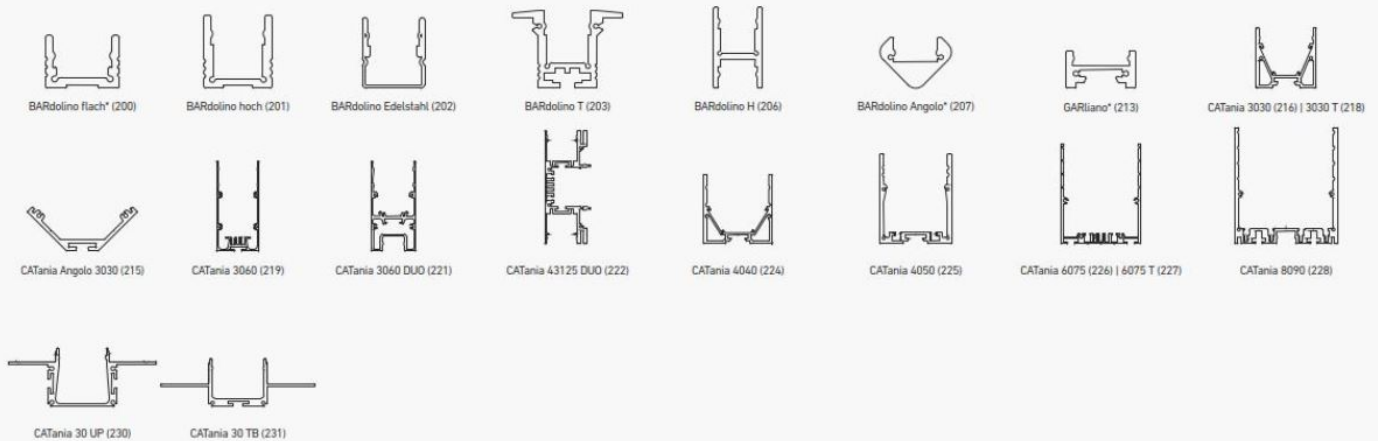 BARdolino flach* (200)
BARdolino hoch (201)
BARdolino Edelstahl (202)
BARdolino T (203)
BARdolino H (206)
BARdolino Angolo* (207)
GARliano* (213)
CATania 3030 (216) | 3030 T (218)
CATania Angolo 3030 (215)
CATania 3060 (219)
CATania 3060 DUO (221)
CATania 43125 DUO (222)
CATania 4040 (224)
CATania 4050 (225)
CATania 6075 (226) | 6075 T (227)
CATania 8090 (228)
CATania 30 UP (230)
CATania 30 TB (231)